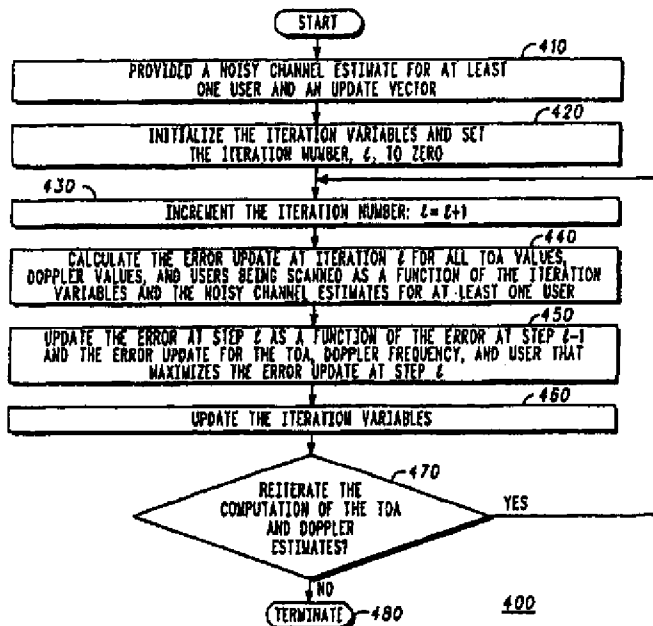 START
410
PROVIDED A NOISY CHANNEL ESTIMATE FOR AT LEAST
ONE USER AND AN UPDATE VECTOR
420
INITIALIZE THE ITERATION VARIABLES AND SET
THE ITERATION NUMBER, ℓ, TO ZERO
430
INCREMENT THE ITERATION NUMBER: ℓ=ℓ+1
440
CALCULATE THE ERROR UPDATE AT ITERATION ℓ FOR ALL TOA VALUES,
DOPPLER VALUES, AND USERS BEING SCANNED AS A FUNCTION OF THE ITERATION
VARIABLES AND THE NOISY CHANNEL ESTIMATES FOR AT LEAST ONE USER
450
UPDATE THE ERROR AT STEP ℓ AS A FUNCTION OF THE ERROR AT STEP ℓ-1
AND THE ERROR UPDATE FOR THE TOA, DOPPLER FREQUENCY, AND USER THAT
MAXIMIZES THE ERROR UPDATE AT STEP ℓ
460
UPDATE THE ITERATION VARIABLES
470
REITERATE THE
COMPUTATION OF THE TOA
AND DOPPLER
ESTIMATES?
YES
NO
TERMINATE
480
400